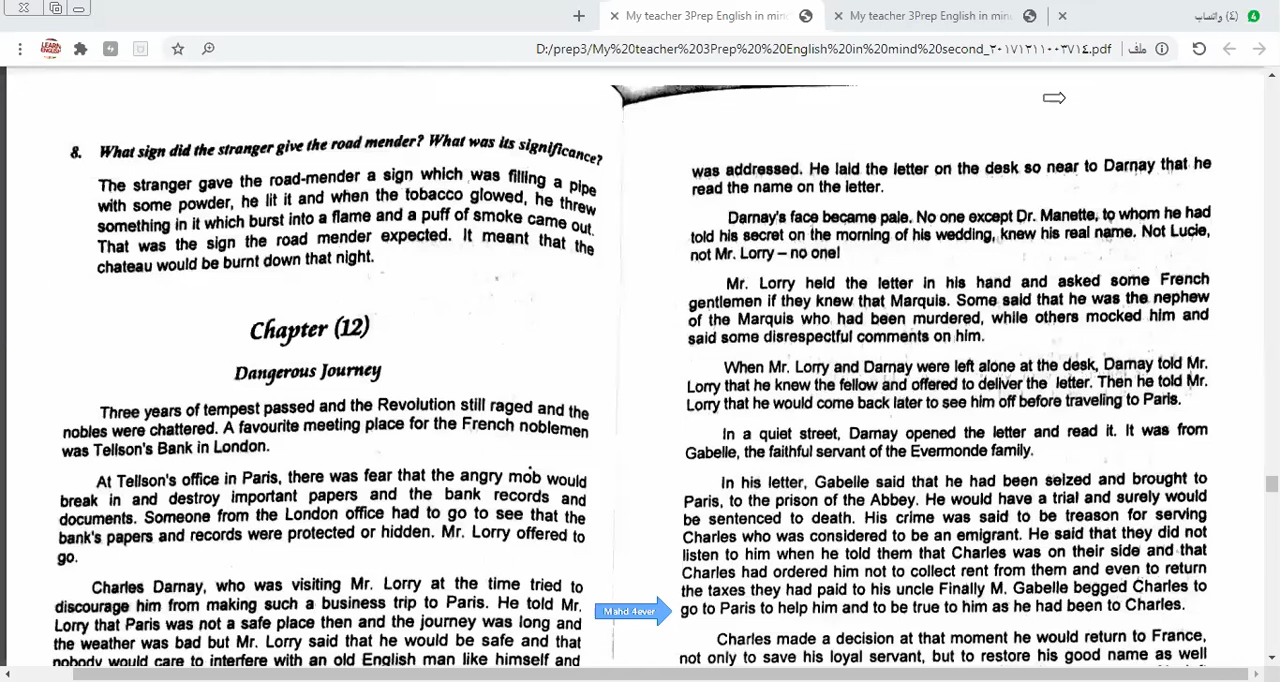 My teacher 3Prep English in mind
My teacher 3Prep English in min
(٤) واتساب
D:/prep3/My%20teacher%203Prep%20%20English%20in%20mind%20second_٢٠١٧١٢١١٠٠٣٧١٤.pdf
ملف
8. What sign did the stranger give the road mender? What was its significance?
The stranger gave the road-mender a sign which was filling a pipe
with some powder, he lit it and when the tobacco glowed, he threw
something in it which burst into a flame and a puff of smoke came out.
That was the sign the road mender expected. It meant that the
chateau would be burnt down that night.
Chapter (12)
Dangerous Journey
Three years of tempest passed and the Revolution still raged and the
nobles were chattered. A favourite meeting place for the French noblemen
was Tellson's Bank in London.
At Tellson's office in Paris, there was fear that the angry mob would
break in and destroy important papers and the bank records and
documents. Someone from the London office had to go to see that the
bank's papers and records were protected or hidden. Mr. Lorry offered to
go.
Charles Darnay, who was visiting Mr. Lorry at the time tried to
discourage him from making such a business trip to Paris. He told Mr.
Lorry that Paris was not a safe place then and the journey was long and
the weather was bad but Mr. Lorry said that he would be safe and that
nobody would care to interfere with an old English man like himself and
was addressed. He laid the letter on the desk so near to Darnay that he
read the name on the letter.
Darnay's face became pale. No one except Dr. Manette, to whom he had
told his secret on the morning of his wedding, knew his real name. Not Lucie,
not Mr. Lorry – no one!
Mr. Lorry held the letter in his hand and asked some French
gentlemen if they knew that Marquis. Some said that he was the nephew
of the Marquis who had been murdered, while others mocked him and
said some disrespectful comments on him.
When Mr. Lorry and Darnay were left alone at the desk, Darnay told Mr.
Lorry that he knew the fellow and offered to deliver the letter. Then he told Mr.
Lorry that he would come back later to see him off before traveling to Paris.
In a quiet street, Darnay opened the letter and read it. It was from
Gabelle, the faithful servant of the Evermonde family.
In his letter, Gabelle said that he had been seized and brought to
Paris, to the prison of the Abbey. He would have a trial and surely would
be sentenced to death. His crime was said to be treason for serving
Charles who was considered to be an emigrant. He said that they did not
listen to him when he told them that Charles was on their side and that
Charles had ordered him not to collect rent from them and even to return
the taxes they had paid to his uncle Finally M. Gabelle begged Charles to
Mahd 4ever
go to Paris to help him and to be true to him as he had been to Charles.
Charles made a decision at that moment he would return to France,
not only to save his loyal servant, but to restore his good name as well